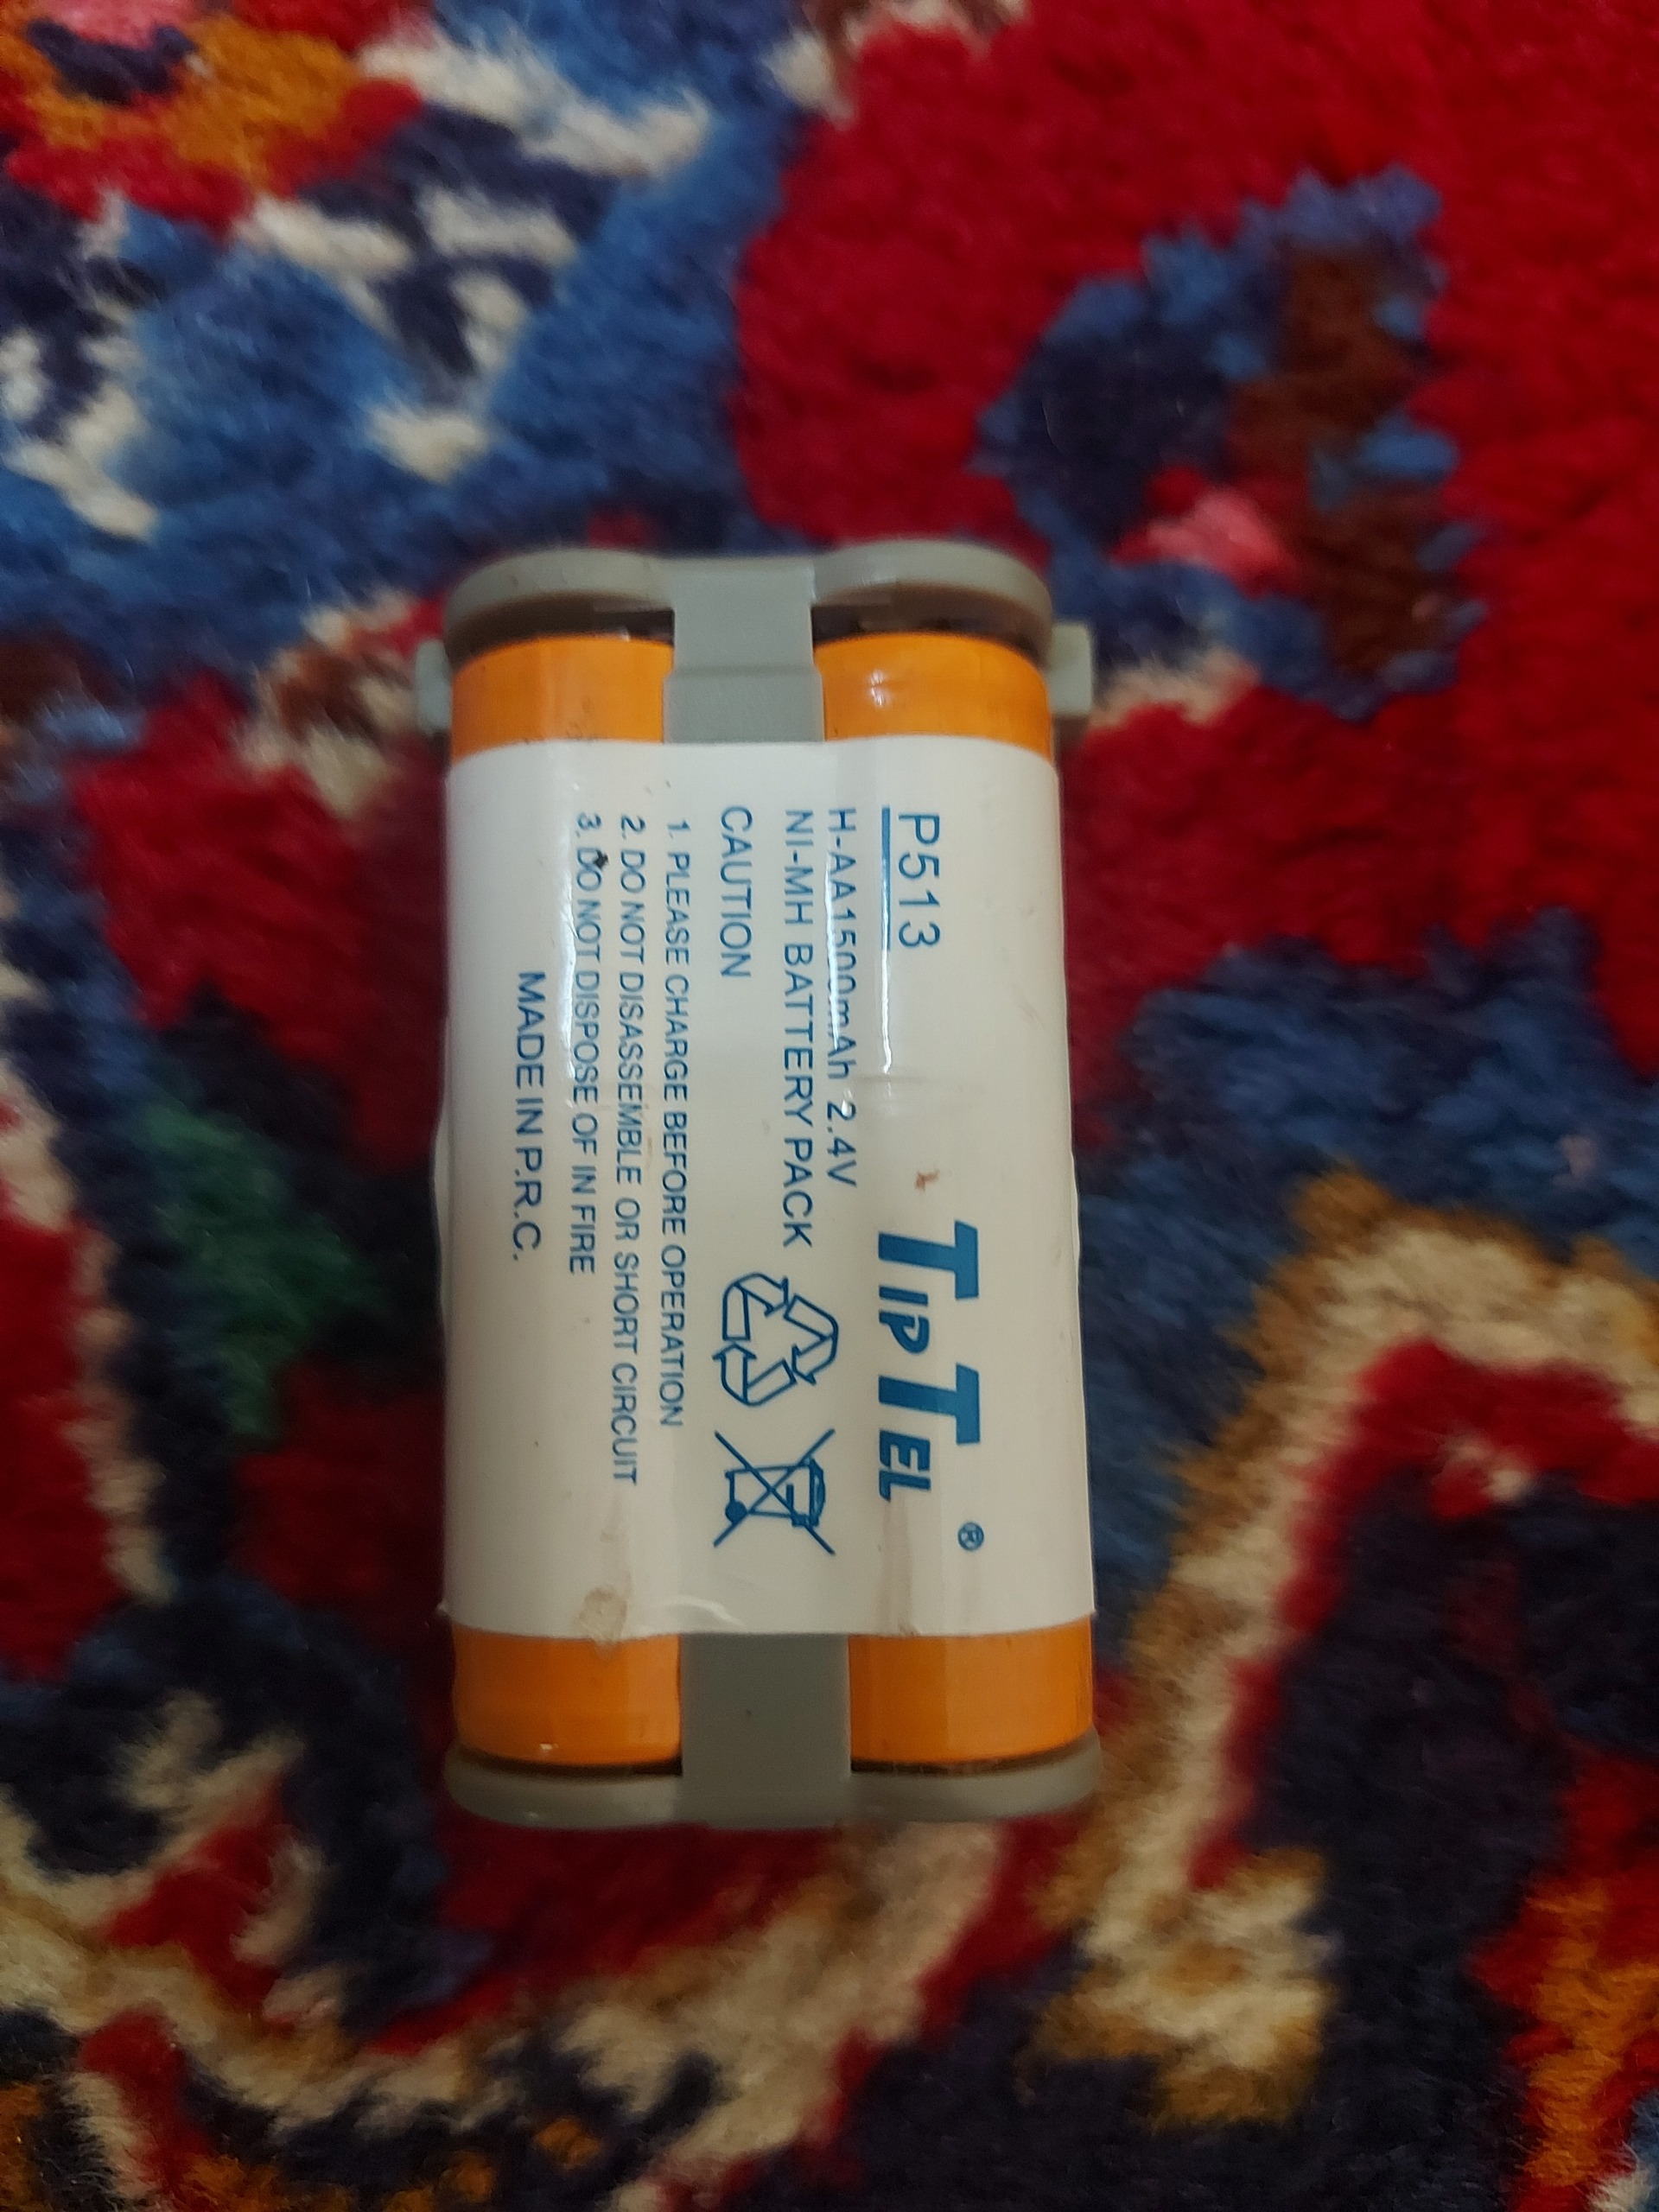 P513
TIPTEL®
H-AA1500mAh 2.4V
NI-MH BATTERY PACK
CAUTION
1. PLEASE CHARGE BEFORE OPERATION
2. DO NOT DISASSEMBLE OR SHORT CIRCUIT
3. DO NOT DISPOSE OF IN FIRE
MADE IN P.R.C.